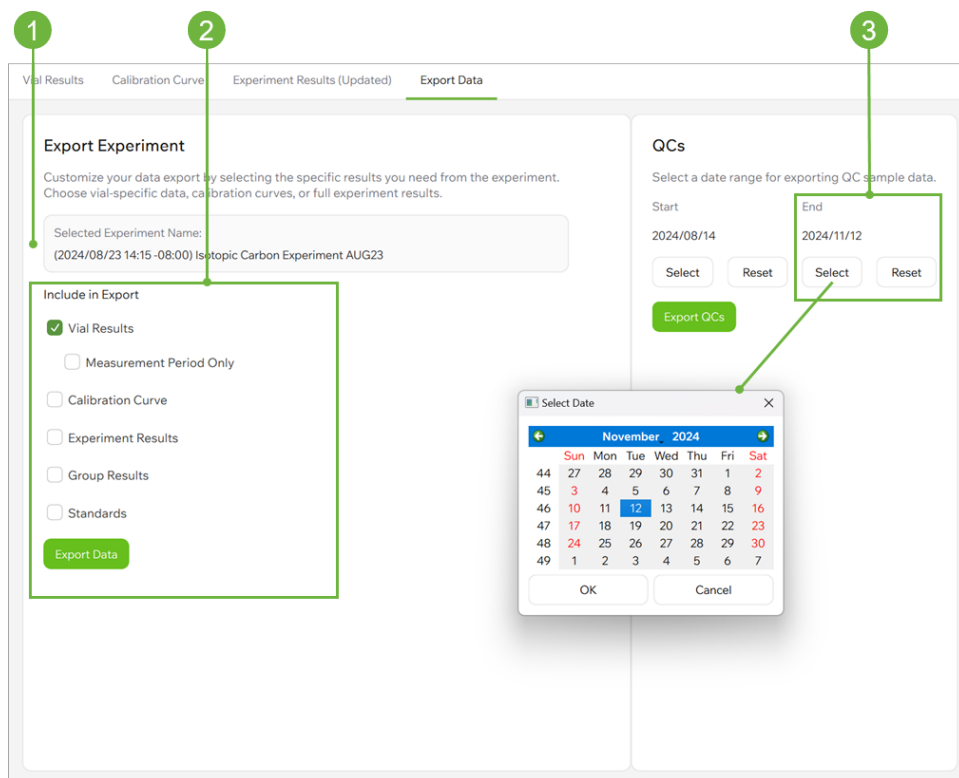 1
2
3
Vial Results
Calibration Curve
Experiment Results (Updated)
Export Data
Export Experiment
Customize your data export by selecting the specific results you need from the experiment.
Choose vial-specific data, calibration curves, or full experiment results.
Selected Experiment Name:
(2024/08/23 14:15 -08:00) Isotopic Carbon Experiment AUG23
Include in Export
Vial Results
Measurement Period Only
Calibration Curve
Experiment Results
Group Results
Standards
Export Data
QCs
Select a date range for exporting QC sample data.
Start
End
2024/08/14
2024/11/12
Select
Reset
Select
Reset
Export QCs
Select Date
November 2024
Sun Mon Tue Wed Thu Fri Sat
44 27 28 29 30 31 1 2
45 3 4 5 6 7 8 9
46 10 11 12 13 14 15 16
47 17 18 19 20 21 22 23
48 24 25 26 27 28 29 30
49 1 2 3 4 5 6 7
OK
Cancel